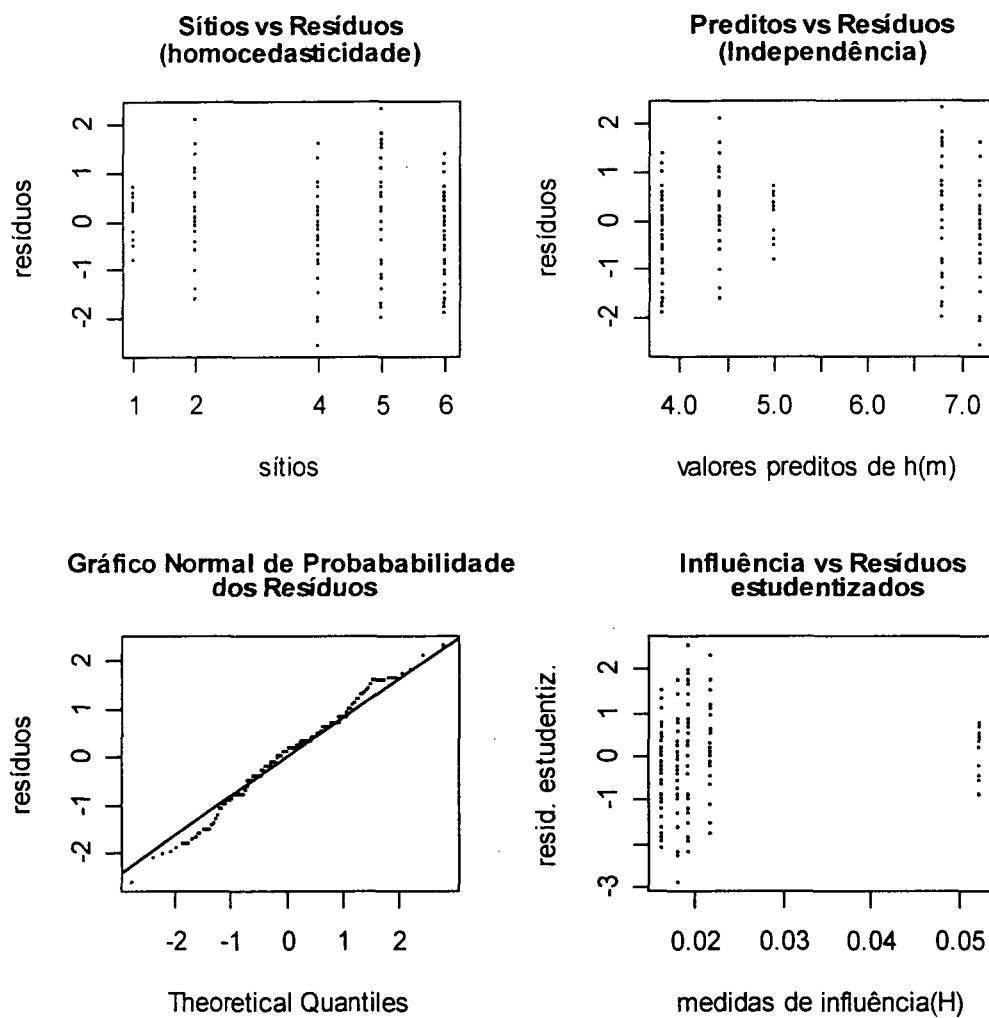 Sítios vs Resíduos
(homocedasticidade)
resíduos
2
1
0
-1
-2
1 2 4 5 6
sítios
Preditos vs Resíduos
(Independência)
resíduos
2
1
0
-1
-2
4.0 5.0 6.0 7.0
valores preditos de h(m)
Gráfico Normal de Probababilidade
dos Resíduos
resíduos
2
1
0
-1
-2
-2 -1 0 1 2
Theoretical Quantiles
Influência vs Resíduos
estudentizados
resid. estudentiz.
2
1
0
-1
-3
0.02 0.03 0.04 0.05
medidas de influência(H)